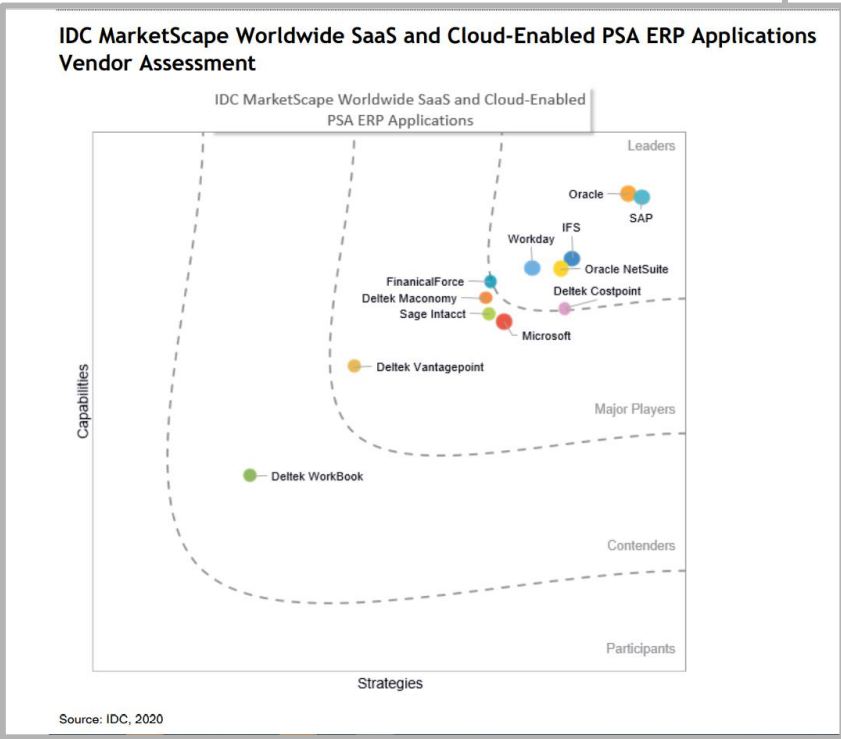 IDC MarketScape Worldwide SaaS and Cloud-Enabled PSA ERP Applications
Vendor Assessment
IDC MarketScape Worldwide SaaS and Cloud-Enabled
PSA ERP Applications
Leaders
Oracle
SAP
IFS
Workday
Oracle NetSuite
FinanicalForce
Deltek Costpoint
Deltek Maconomy
Sage Intacct
Microsoft
Deltek Vantagepoint
Capabilities
Major Players
Deltek WorkBook
Contenders
Participants
Strategies
Source: IDC, 2020